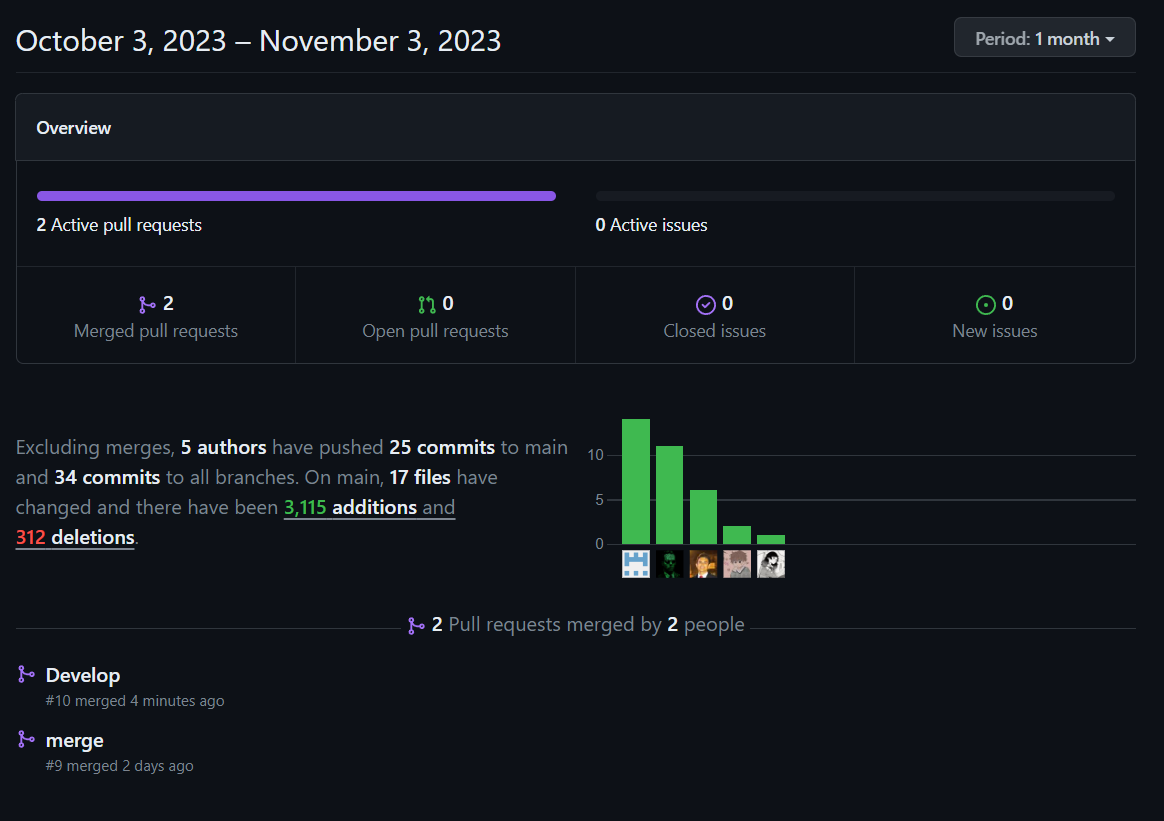 October 3, 2023 – November 3, 2023
Period: 1 month
Overview
2 Active pull requests
0 Active issues
2
Merged pull requests
0
Open pull requests
0
Closed issues
0
New issues
Excluding merges, 5 authors have pushed 25 commits to main
and 34 commits to all branches. On main, 17 files have
changed and there have been 3,115 additions and
312 deletions.
10
5
0
2 Pull requests merged by 2 people
Develop
#10 merged 4 minutes ago
merge
#9 merged 2 days ago